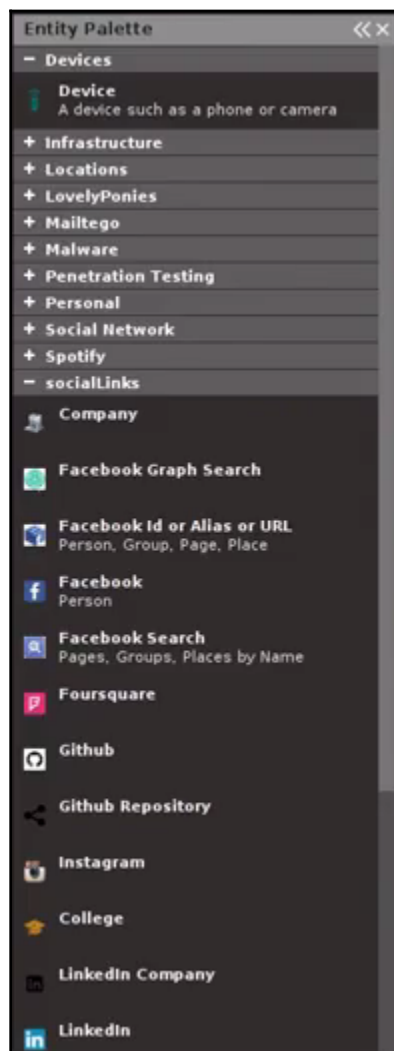 Entity Palette
− Devices
Device
A device such as a phone or camera
+ Infrastructure
+ Locations
+ LovelyPonies
+ Mailtego
+ Malware
+ Penetration Testing
+ Personal
+ Social Network
+ Spotify
− socialLinks
Company
Facebook Graph Search
Facebook Id or Alias or URL
Person, Group, Page, Place
Facebook
Person
Facebook Search
Pages, Groups, Places by Name
Foursquare
Github
Github Repository
Instagram
College
LinkedIn Company
LinkedIn